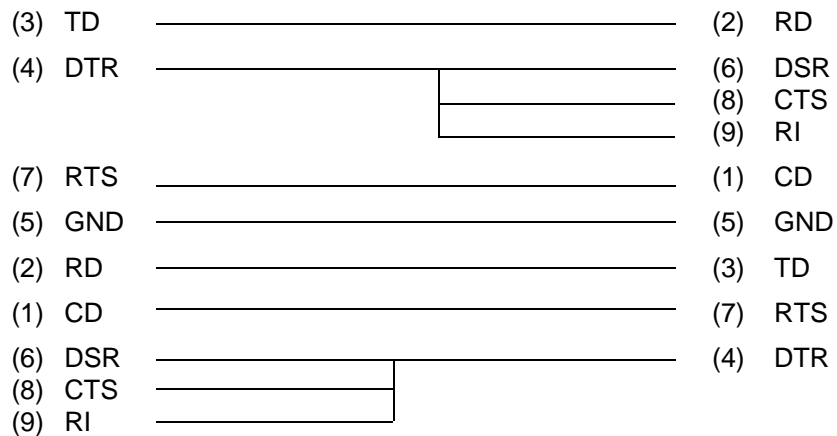 (3) TD (2) RD
(4) DTR (6) DSR
(8) CTS
(9) RI
(7) RTS (1) CD
(5) GND (5) GND
(2) RD (3) TD
(1) CD (7) RTS
(6) DSR (4) DTR
(8) CTS
(9) RI